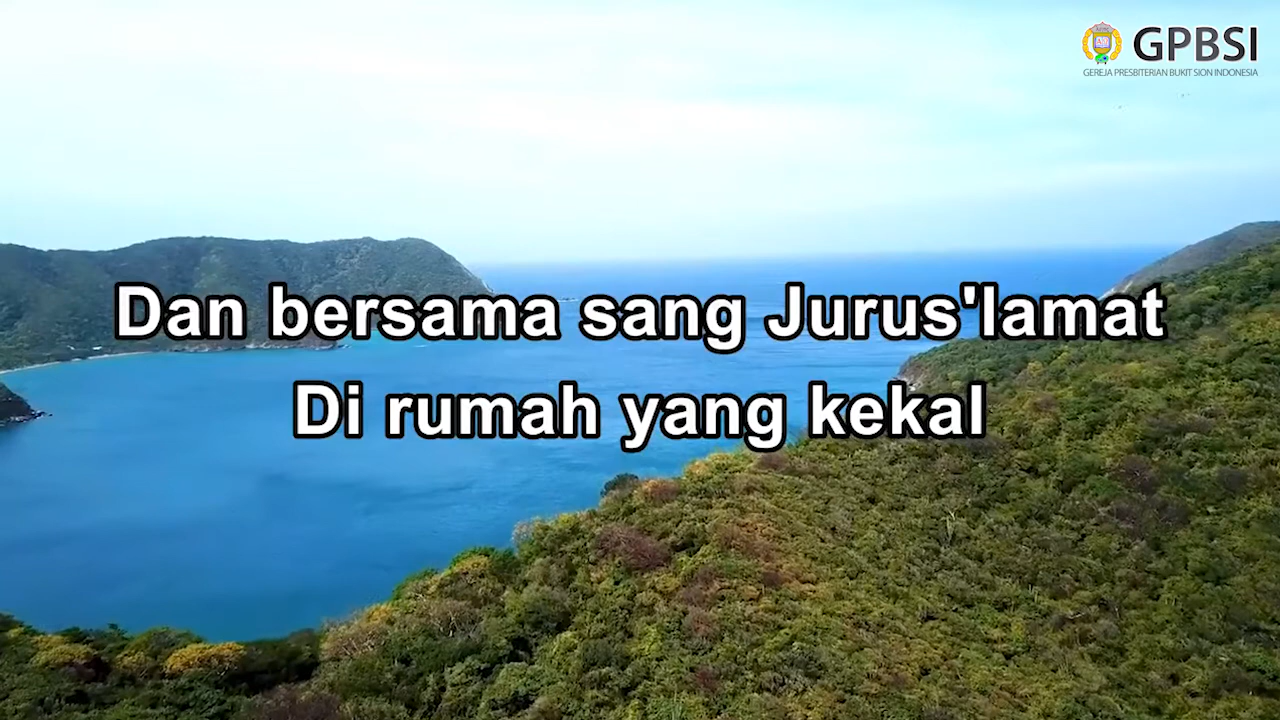 GPBSI
GEREJA PRESBITERIAN BUKIT SION INDONESIA
Dan bersama sang Jurus'lamat
Di rumah yang kekal